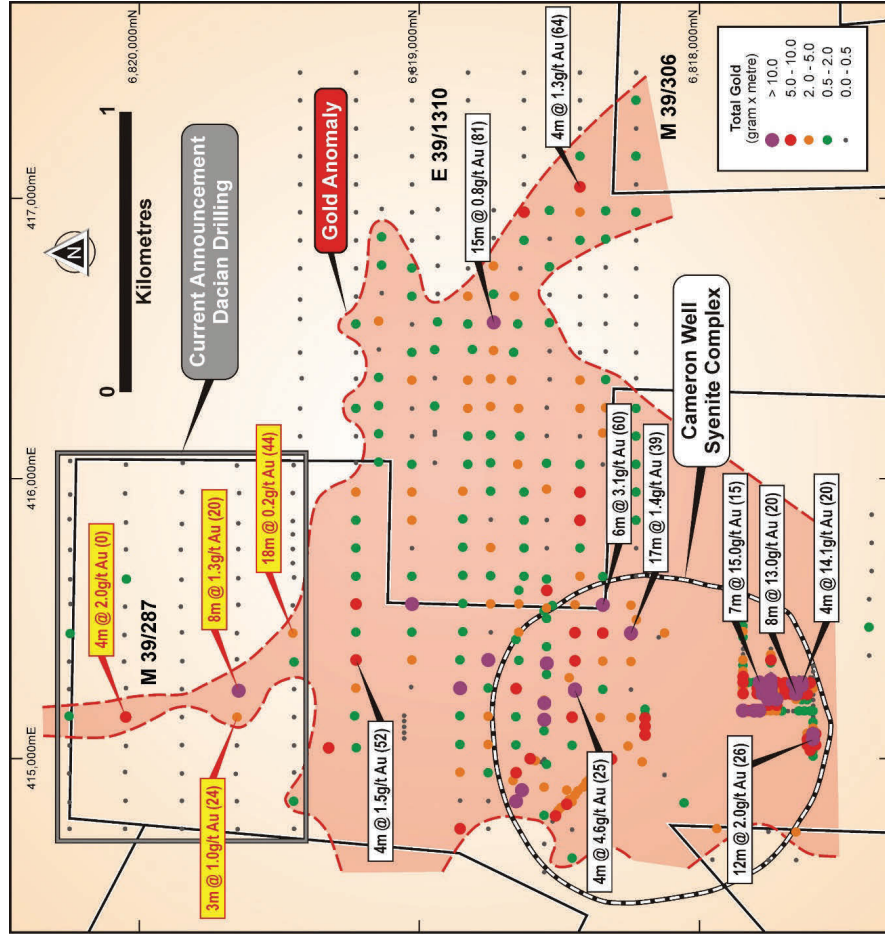 6,820,000mN
6,819,000mN
6,818,000mN
417,000mE
416,000mE
415,000mE
N
0
1
Kilometres
Current Announcement
Dacian Drilling
Gold Anomaly
E 39/1310
M 39/306
M 39/287
4m @ 1.3g/t Au (64)
15m @ 0.8g/t Au (81)
Total Gold
(gram x metre)
> 10.0
5.0 - 10.0
2. 0 - 5.0
0.5 - 2.0
0.0 - 0.5
4m @ 2.0g/t Au (0)
8m @ 1.3g/t Au (20)
18m @ 0.2g/t Au (44)
3m @ 1.0g/t Au (24)
Cameron Well
Syenite Complex
6m @ 3.1g/t Au (60)
17m @ 1.4g/t Au (39)
7m @ 15.0g/t Au (15)
8m @ 13.0g/t Au (20)
4m @ 14.1g/t Au (20)
4m @ 1.5g/t Au (52)
4m @ 4.6g/t Au (25)
12m @ 2.0g/t Au (26)